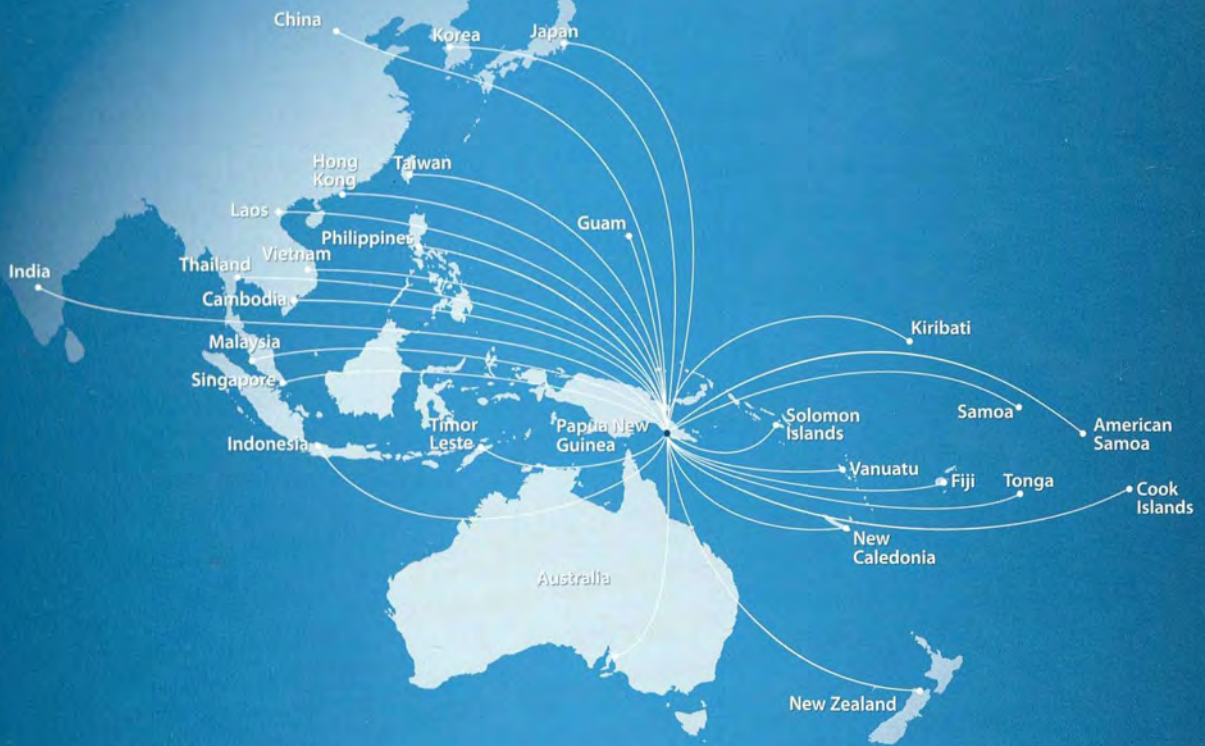 China
Korea
Japan
Hong
Kong
Taiwan
Laos
Guam
Philippines
Vietnam
Thailand
India
Cambodia
Kiribati
Malaysia
Singapore
Samoa
Solomon
Islands
Timor
Leste
Papua New
Guinea
American
Samoa
Indonesia
Vanuatu
Fiji
Tonga
Cook
Islands
New
Caledonia
Australia
New Zealand